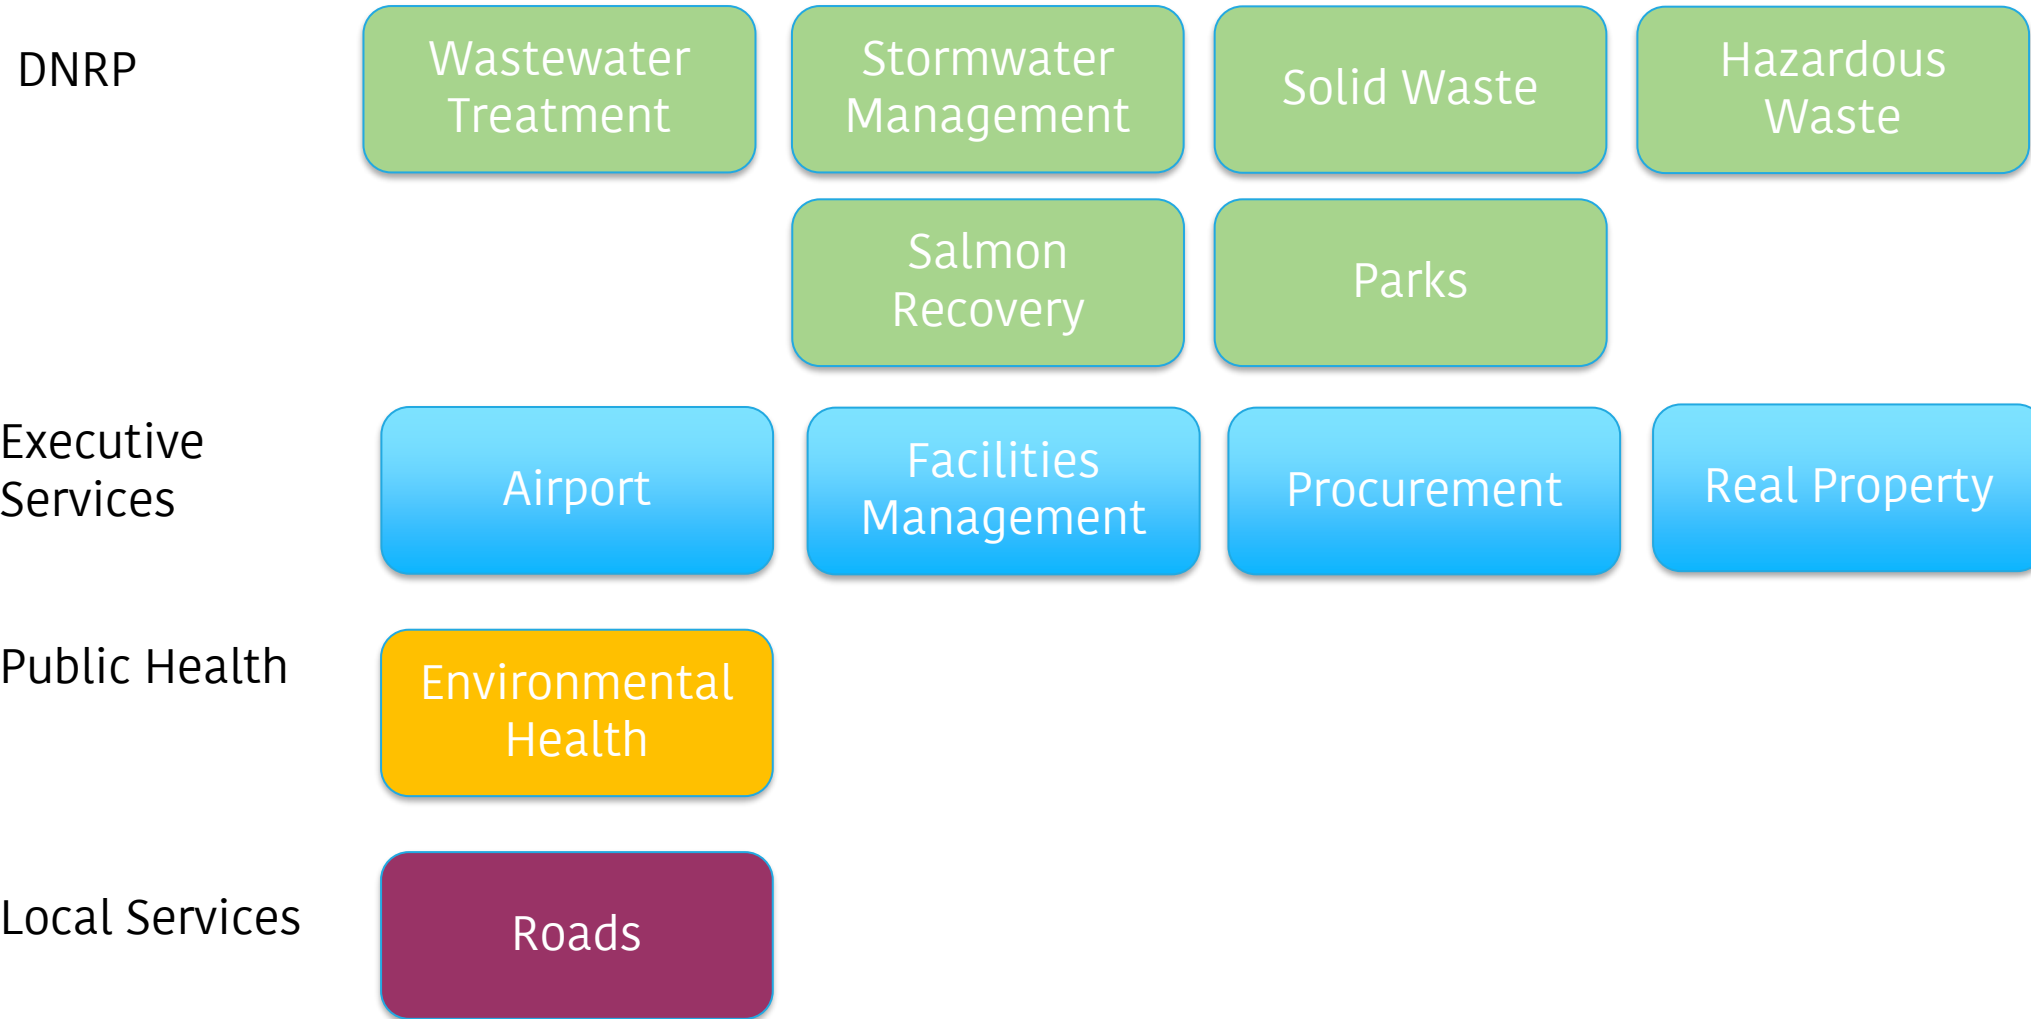 DNRP
Wastewater
Treatment
Stormwater
Management
Solid Waste
Hazardous
Waste
Salmon
Recovery
Parks
Executive
Services
Airport
Facilities
Management
Procurement
Real Property
Public Health
Environmental
Health
Local Services
Roads